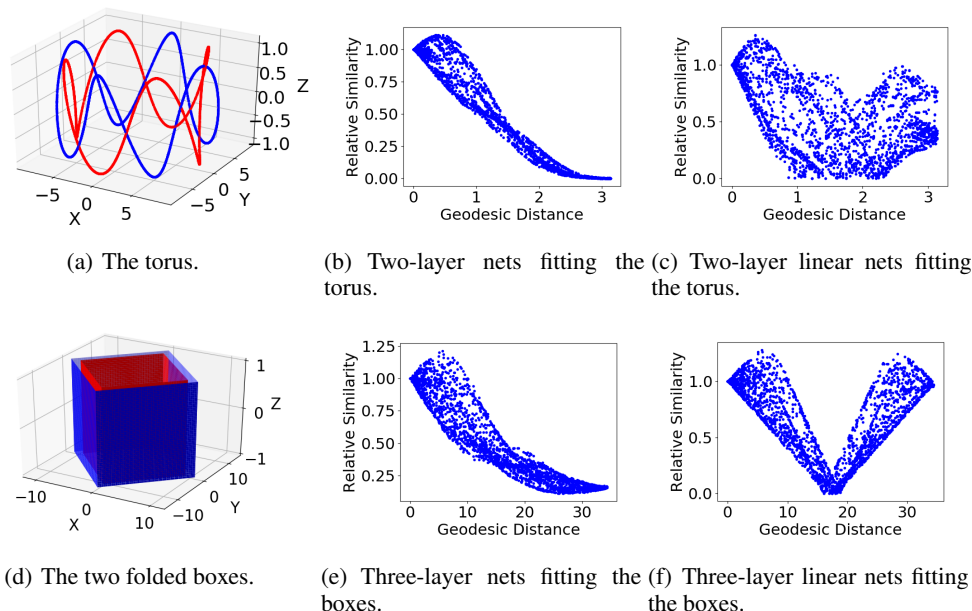 1.0
0.5
0.0
−0.5
−1.0
Z
−5
0
5
X
−5
0
5
Y
(a) The torus.
Relative Similarity
1.00
0.75
0.50
0.25
0.00
0 1 2 3
Geodesic Distance
(b) Two-layer nets fitting the
torus.
Relative Similarity
1.0
0.5
0.0
0 1 2 3
Geodesic Distance
(c) Two-layer linear nets fitting
the torus.
1
0
−1
Z
−10
0
10
X
−10
0
10
Y
(d) The two folded boxes.
Relative Similarity
1.25
1.00
0.75
0.50
0.25
0 10 20 30
Geodesic Distance
(e) Three-layer nets fitting the
boxes.
Relative Similarity
1.0
0.5
0.0
0 10 20 30
Geodesic Distance
(f) Three-layer linear nets fitting
the boxes.